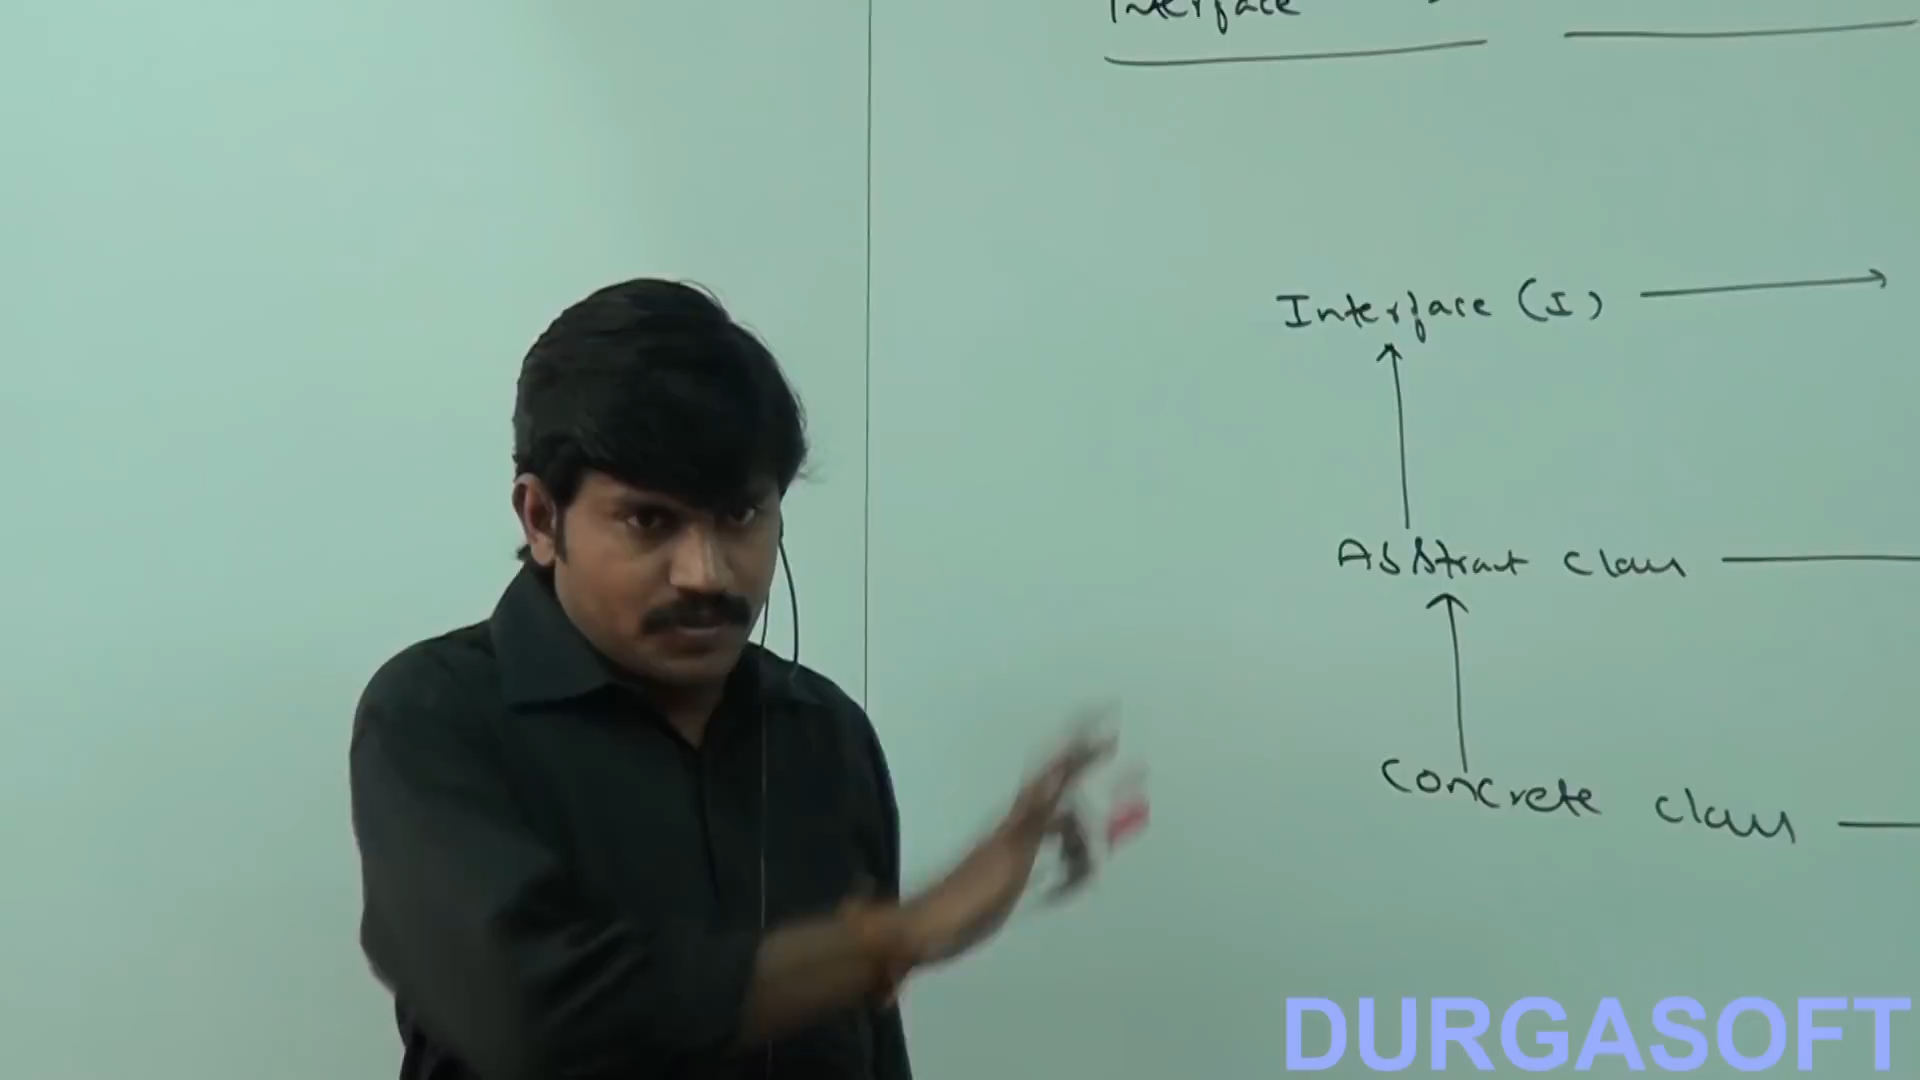 Interface
Interface (I)
Abstract class
Concrete class
DURGASOFT